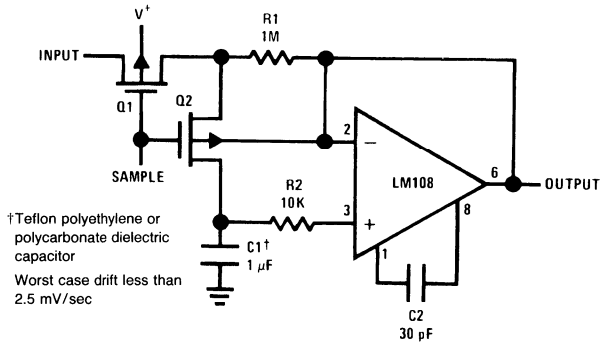 V+
R1
1M
INPUT
Q1
Q2
2
−
LM108
6
OUTPUT
SAMPLE
R2
10K
3
+
8
1
†Teflon polyethylene or
polycarbonate dielectric
capacitor
Worst case drift less than
2.5 mV/sec
C1†
1 µF
C2
30 pF